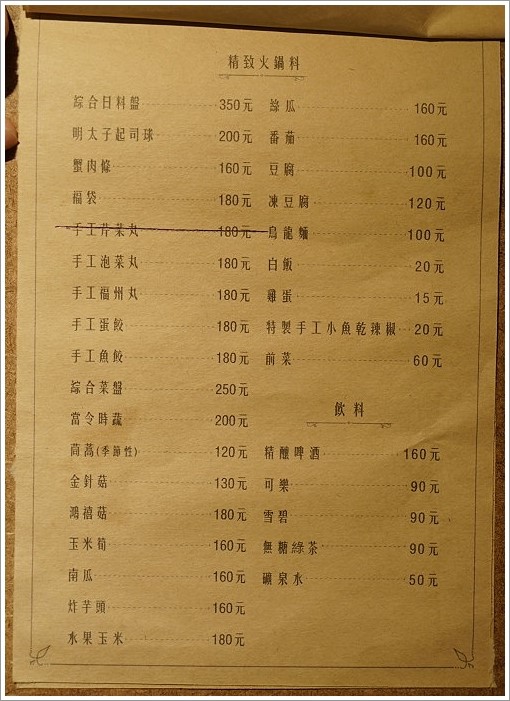 精致火鍋料
綜合日料盤 350元
明太子起司球 200元
蟹肉條 160元
福袋 180元
手工芹菜丸 180元
手工泡菜丸 180元
手工福州丸 180元
手工蛋餃 180元
手工魚餃 180元
綜合菜盤 250元
當令時蔬 200元
茼蒿(季節性) 120元
金針菇 130元
鴻禧菇 180元
玉米筍 160元
南瓜 160元
炸芋頭 160元
水果玉米 180元
絲瓜 160元
番茄 160元
豆腐 100元
凍豆腐 120元
烏龍麵 100元
白飯 20元
雞蛋 15元
特製手工小魚乾辣椒 20元
前菜 60元
飲料
精釀啤酒 160元
可樂 90元
雪碧 90元
無糖綠茶 90元
礦泉水 50元